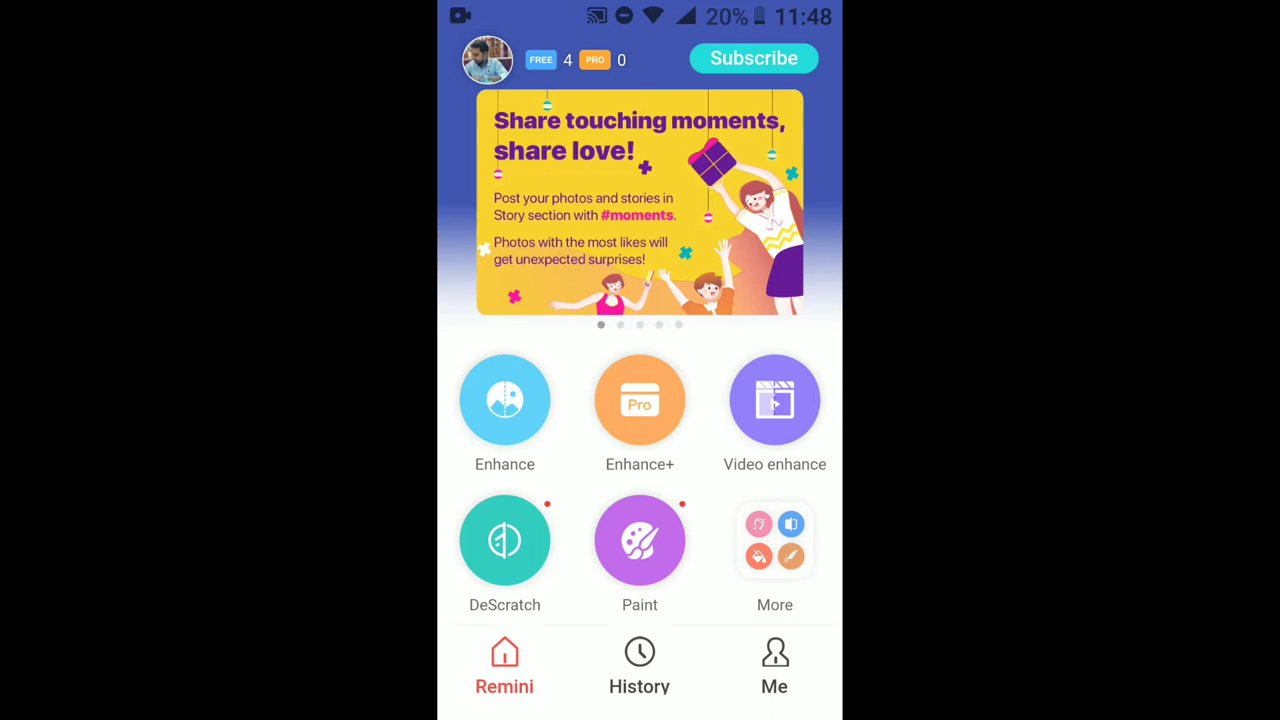 20% 11:48
FREE 4 PRO 0 Subscribe
Share touching moments,
share love!
Post your photos and stories in
Story section with #moments.
Photos with the most likes will
get unexpected surprises!
Pro
Enhance Enhance+ Video enhance
DeScratch Paint More
Remini History Me